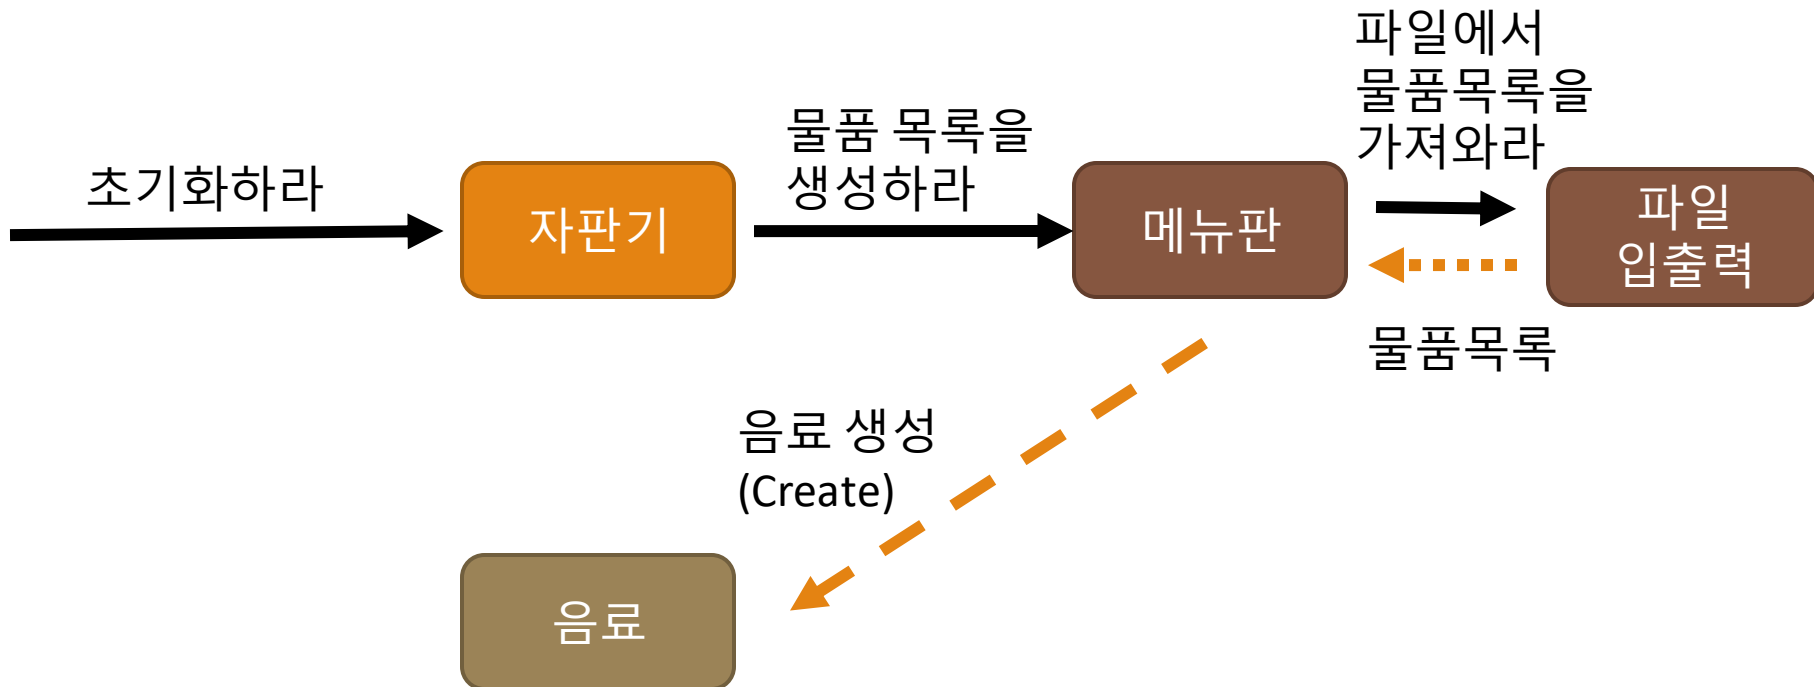 초기화하라
자판기
물품 목록을
생성하라
메뉴판
파일에서
물품목록을
가져와라
파일
입출력
물품목록
음료 생성
(Create)
음료